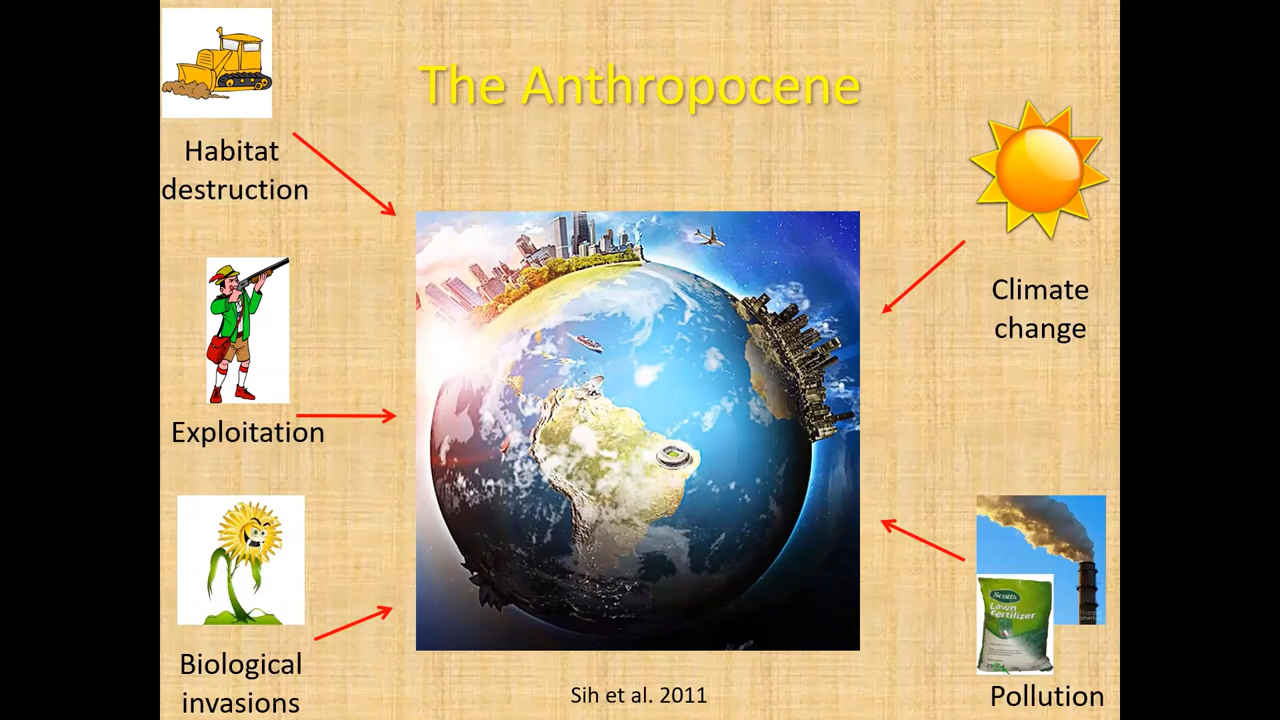 The Anthropocene
Habitat
destruction
Exploitation
Biological
invasions
Climate
change
Scotts
Lawn
Fertilizer
Pollution
Sih et al. 2011